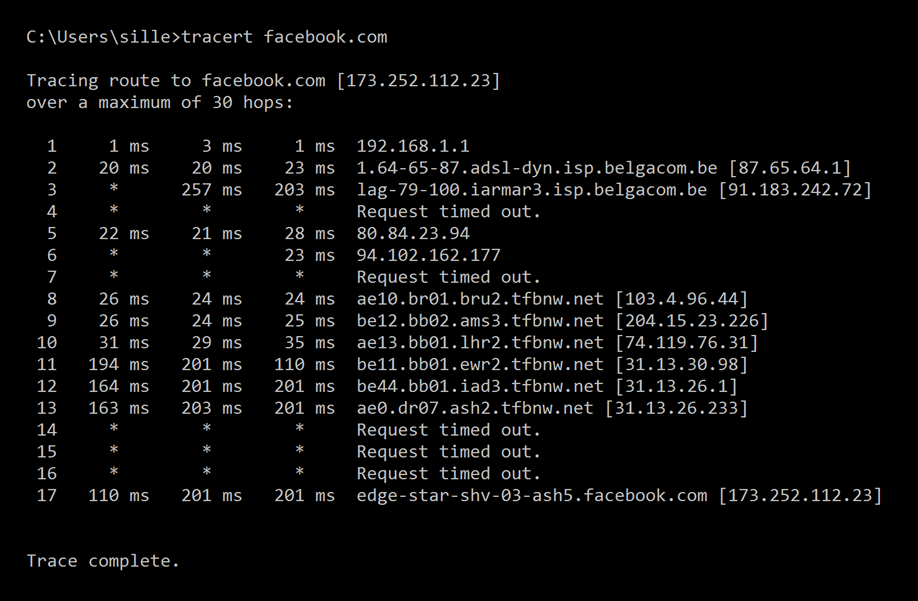 C:\Users\sille>tracert facebook.com
Tracing route to facebook.com [173.252.112.23]
over a maximum of 30 hops:
1 1 ms 3 ms 1 ms 192.168.1.1
2 20 ms 20 ms 23 ms 1.64-65-87.adsl-dyn.isp.belgacom.be [87.65.64.1]
3 * 257 ms 203 ms lag-79-100.iarmar3.isp.belgacom.be [91.183.242.72]
4 * * * Request timed out.
5 22 ms 21 ms 28 ms 80.84.23.94
6 * * 23 ms 94.102.162.177
7 * * * Request timed out.
8 26 ms 24 ms 24 ms ae10.br01.bru2.tfbnw.net [103.4.96.44]
9 26 ms 24 ms 25 ms be12.bb02.ams3.tfbnw.net [204.15.23.226]
10 31 ms 29 ms 35 ms ae13.bb01.lhr2.tfbnw.net [74.119.76.31]
11 194 ms 201 ms 110 ms be11.bb01.ewr2.tfbnw.net [31.13.30.98]
12 164 ms 201 ms 201 ms be44.bb01.iad3.tfbnw.net [31.13.26.1]
13 163 ms 203 ms 201 ms ae0.dr07.ash2.tfbnw.net [31.13.26.233]
14 * * * Request timed out.
15 * * * Request timed out.
16 * * * Request timed out.
17 110 ms 201 ms 201 ms edge-star-shv-03-ash5.facebook.com [173.252.112.23]
Trace complete.